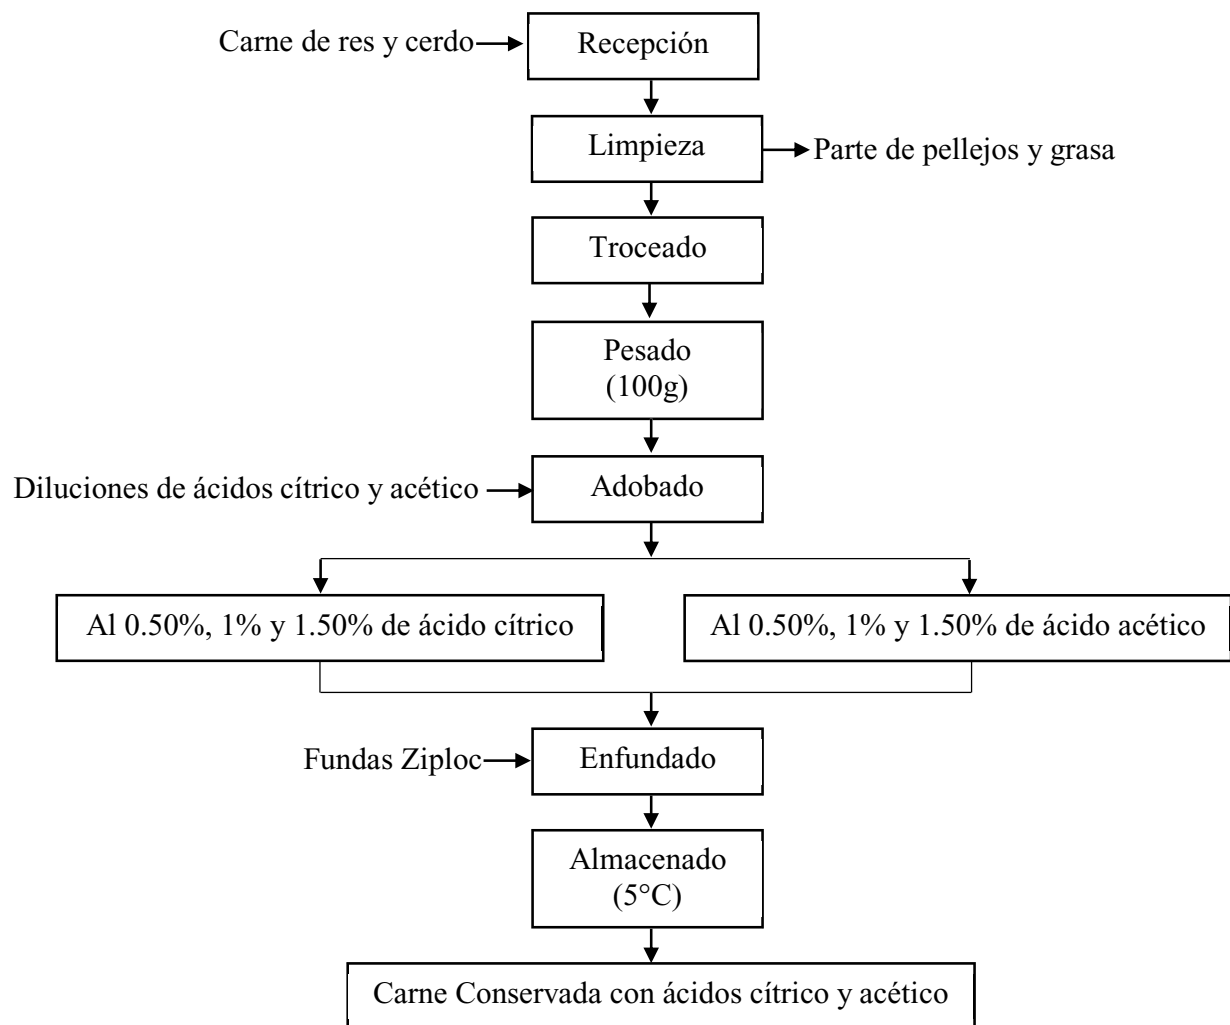 Carne de res y cerdo
Recepción
Limpieza
Parte de pellejos y grasa
Troceado
Pesado
(100g)
Diluciones de ácidos cítrico y acético
Adobado
Al 0.50%, 1% y 1.50% de ácido cítrico
Al 0.50%, 1% y 1.50% de ácido acético
Fundas Ziploc
Enfundado
Almacenado
(5°C)
Carne Conservada con ácidos cítrico y acético